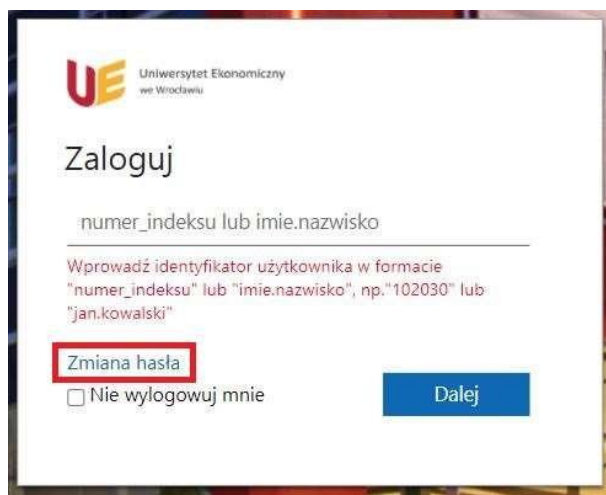 UE Uniwersytet Ekonomiczny
we Wrocławiu
Zaloguj
numer_indeksu lub imie.nazwisko
Wprowadź identyfikator użytkownika w formacie
"numer_indeksu" lub "imie.nazwisko", np."102030" lub
"jan.kowalski"
Zmiana hasła
Nie wylogowuj mnie
Dalej